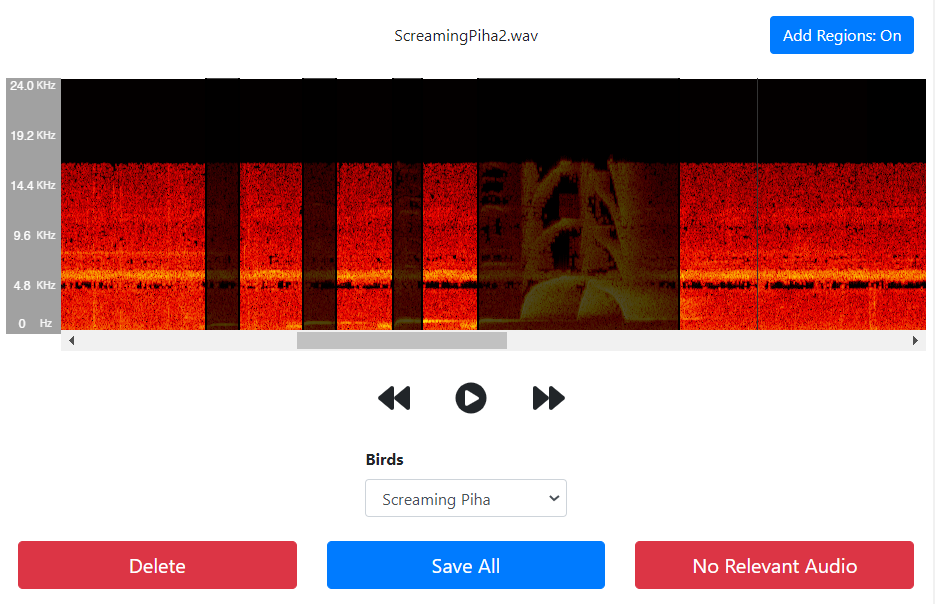 ScreamingPiha2.wav
Add Regions: On
24.0 KHz
19.2 KHz
14.4 KHz
9.6 KHz
4.8 KHz
0 Hz
Birds
Screaming Piha
Delete
Save All
No Relevant Audio